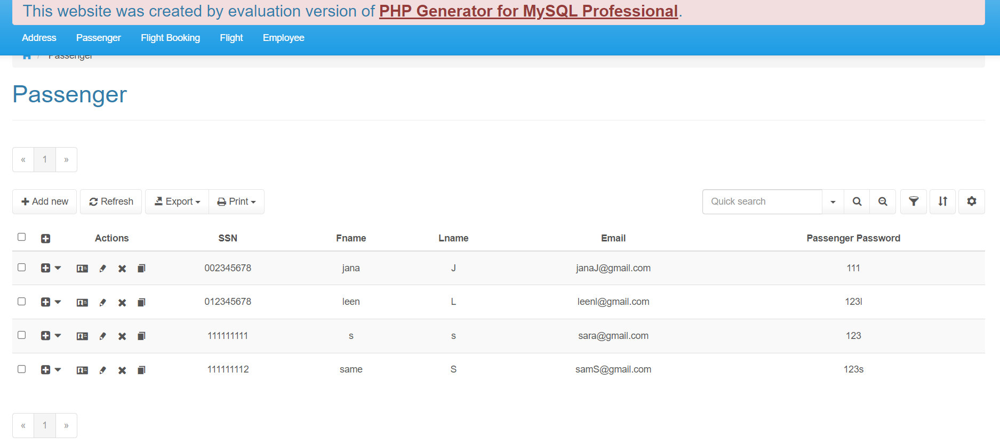 This website was created by evaluation version of PHP Generator for MySQL Professional.
Address Passenger Flight Booking Flight Employee
/ Passenger
Passenger
« 1 »
Add new Refresh Export Print Quick search
Actions SSN Fname Lname Email Passenger Password
002345678 jana J janaJ@gmail.com 111
012345678 leen L leenl@gmail.com 123l
111111111 s s sara@gmail.com 123
111111112 same S samS@gmail.com 123s
« 1 »